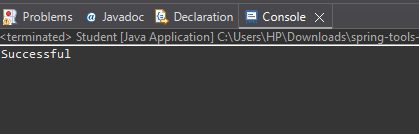 Problems @ Javadoc Declaration Console
<terminated> Student [Java Application] C:\Users\HP\Downloads\spring-tools-
Successful